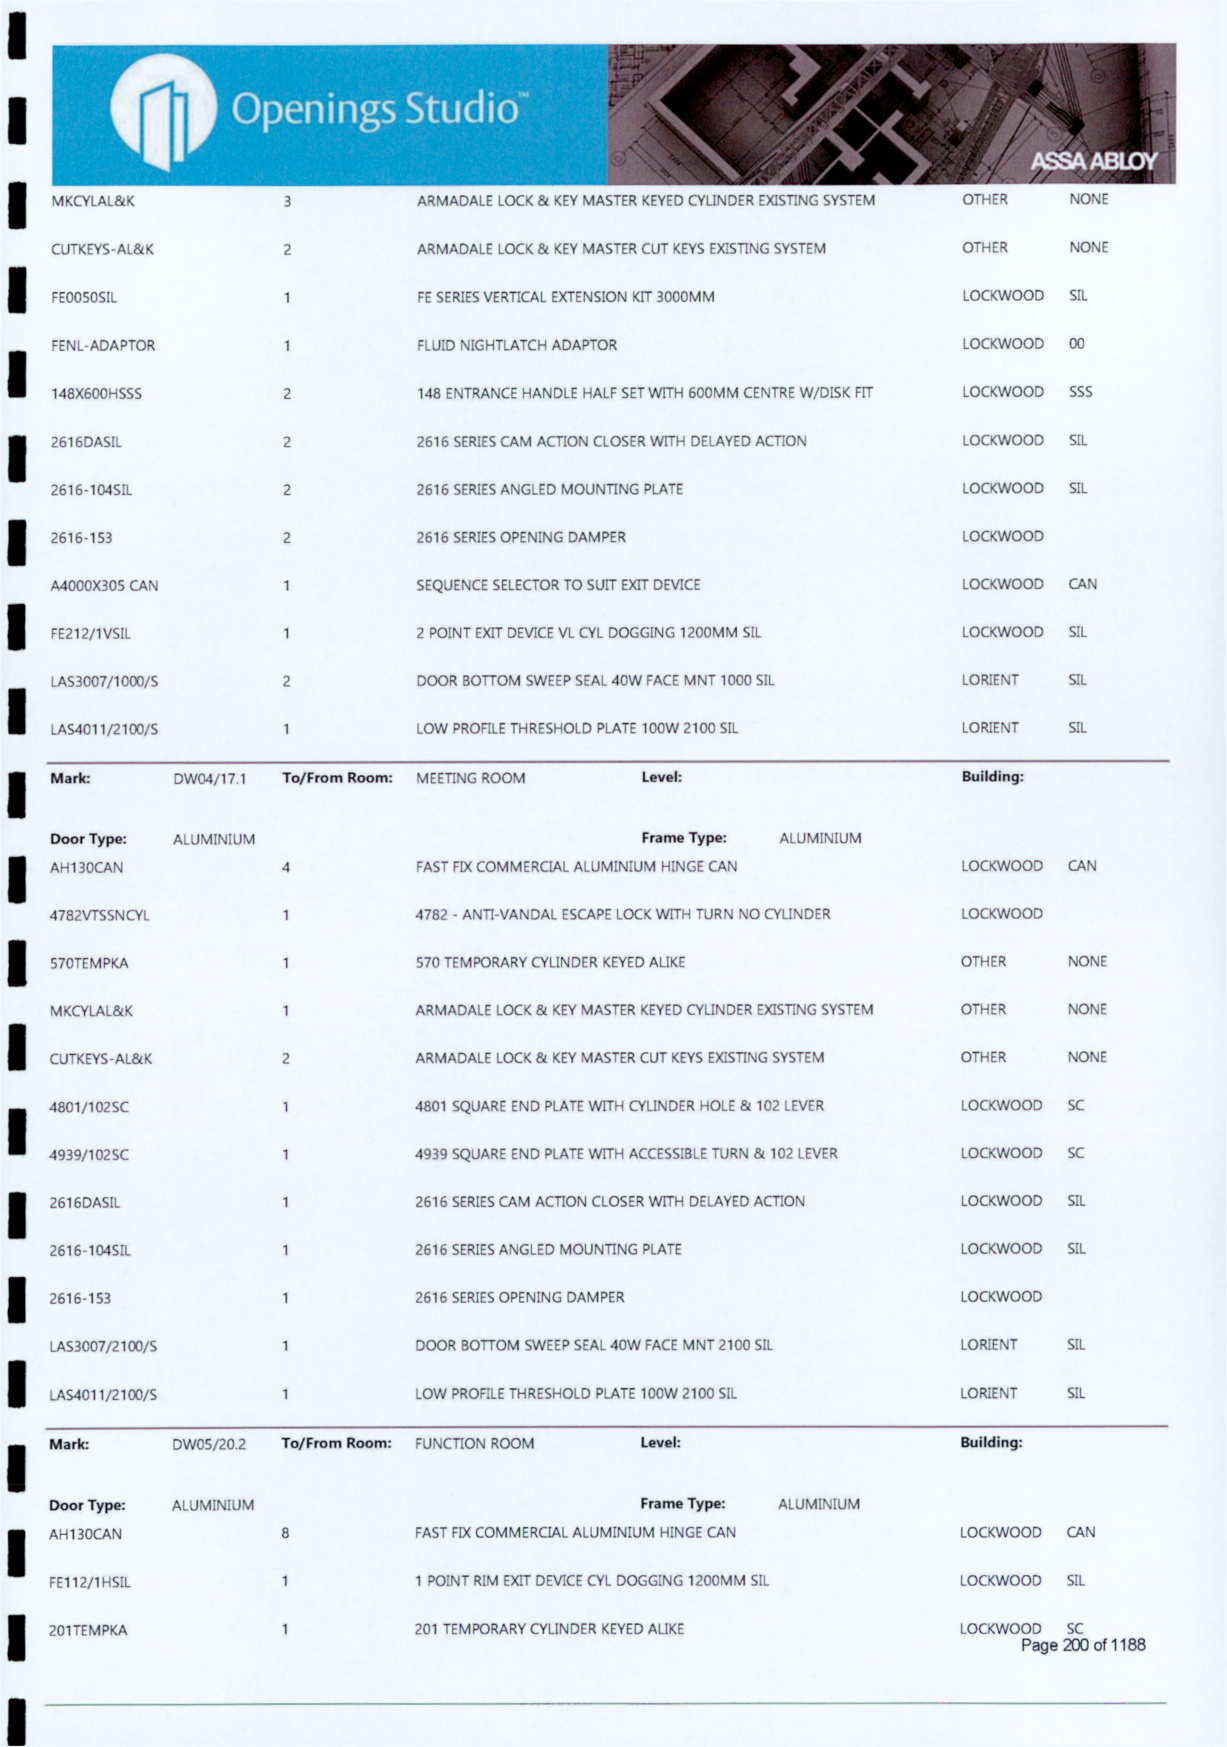 Openings Studio™
ASSA ABLOY
MKCYLAL&K 3 ARMADALE LOCK & KEY MASTER KEYED CYLINDER EXISTING SYSTEM OTHER NONE
CUTKEYS-AL&K 2 ARMADALE LOCK & KEY MASTER CUT KEYS EXISTING SYSTEM OTHER NONE
FE0050SIL 1 FE SERIES VERTICAL EXTENSION KIT 3000MM LOCKWOOD SIL
FENL-ADAPTOR 1 FLUID NIGHTLATCH ADAPTOR LOCKWOOD 00
148X600HSSS 2 148 ENTRANCE HANDLE HALF SET WITH 600MM CENTRE W/DISK FIT LOCKWOOD SSS
2616DASIL 2 2616 SERIES CAM ACTION CLOSER WITH DELAYED ACTION LOCKWOOD SIL
2616-104SIL 2 2616 SERIES ANGLED MOUNTING PLATE LOCKWOOD SIL
2616-153 2 2616 SERIES OPENING DAMPER LOCKWOOD
A4000X305 CAN 1 SEQUENCE SELECTOR TO SUIT EXIT DEVICE LOCKWOOD CAN
FE212/1VSIL 1 2 POINT EXIT DEVICE VL CYL DOGGING 1200MM SIL LOCKWOOD SIL
LAS3007/1000/S 2 DOOR BOTTOM SWEEP SEAL 40W FACE MNT 1000 SIL LORIENT SIL
LAS4011/2100/S 1 LOW PROFILE THRESHOLD PLATE 100W 2100 SIL LORIENT SIL
Mark: DW04/17.1 To/From Room: MEETING ROOM Level: Building:
Door Type: ALUMINIUM Frame Type: ALUMINIUM
AH130CAN 4 FAST FIX COMMERCIAL ALUMINIUM HINGE CAN LOCKWOOD CAN
4782VTSSNCYL 1 4782 - ANTI-VANDAL ESCAPE LOCK WITH TURN NO CYLINDER LOCKWOOD
570TEMPKA 1 570 TEMPORARY CYLINDER KEYED ALIKE OTHER NONE
MKCYLAL&K 1 ARMADALE LOCK & KEY MASTER KEYED CYLINDER EXISTING SYSTEM OTHER NONE
CUTKEYS-AL&K 2 ARMADALE LOCK & KEY MASTER CUT KEYS EXISTING SYSTEM OTHER NONE
4801/102SC 1 4801 SQUARE END PLATE WITH CYLINDER HOLE & 102 LEVER LOCKWOOD SC
4939/102SC 1 4939 SQUARE END PLATE WITH ACCESSIBLE TURN & 102 LEVER LOCKWOOD SC
2616DASIL 1 2616 SERIES CAM ACTION CLOSER WITH DELAYED ACTION LOCKWOOD SIL
2616-104SIL 1 2616 SERIES ANGLED MOUNTING PLATE LOCKWOOD SIL
2616-153 1 2616 SERIES OPENING DAMPER LOCKWOOD
LAS3007/2100/S 1 DOOR BOTTOM SWEEP SEAL 40W FACE MNT 2100 SIL LORIENT SIL
LAS4011/2100/S 1 LOW PROFILE THRESHOLD PLATE 100W 2100 SIL LORIENT SIL
Mark: DW05/20.2 To/From Room: FUNCTION ROOM Level: Building:
Door Type: ALUMINIUM Frame Type: ALUMINIUM
AH130CAN 8 FAST FIX COMMERCIAL ALUMINIUM HINGE CAN LOCKWOOD CAN
FE112/1HSIL 1 1 POINT RIM EXIT DEVICE CYL DOGGING 1200MM SIL LOCKWOOD SIL
201TEMPKA 1 201 TEMPORARY CYLINDER KEYED ALIKE LOCKWOOD SC
Page 200 of 1188